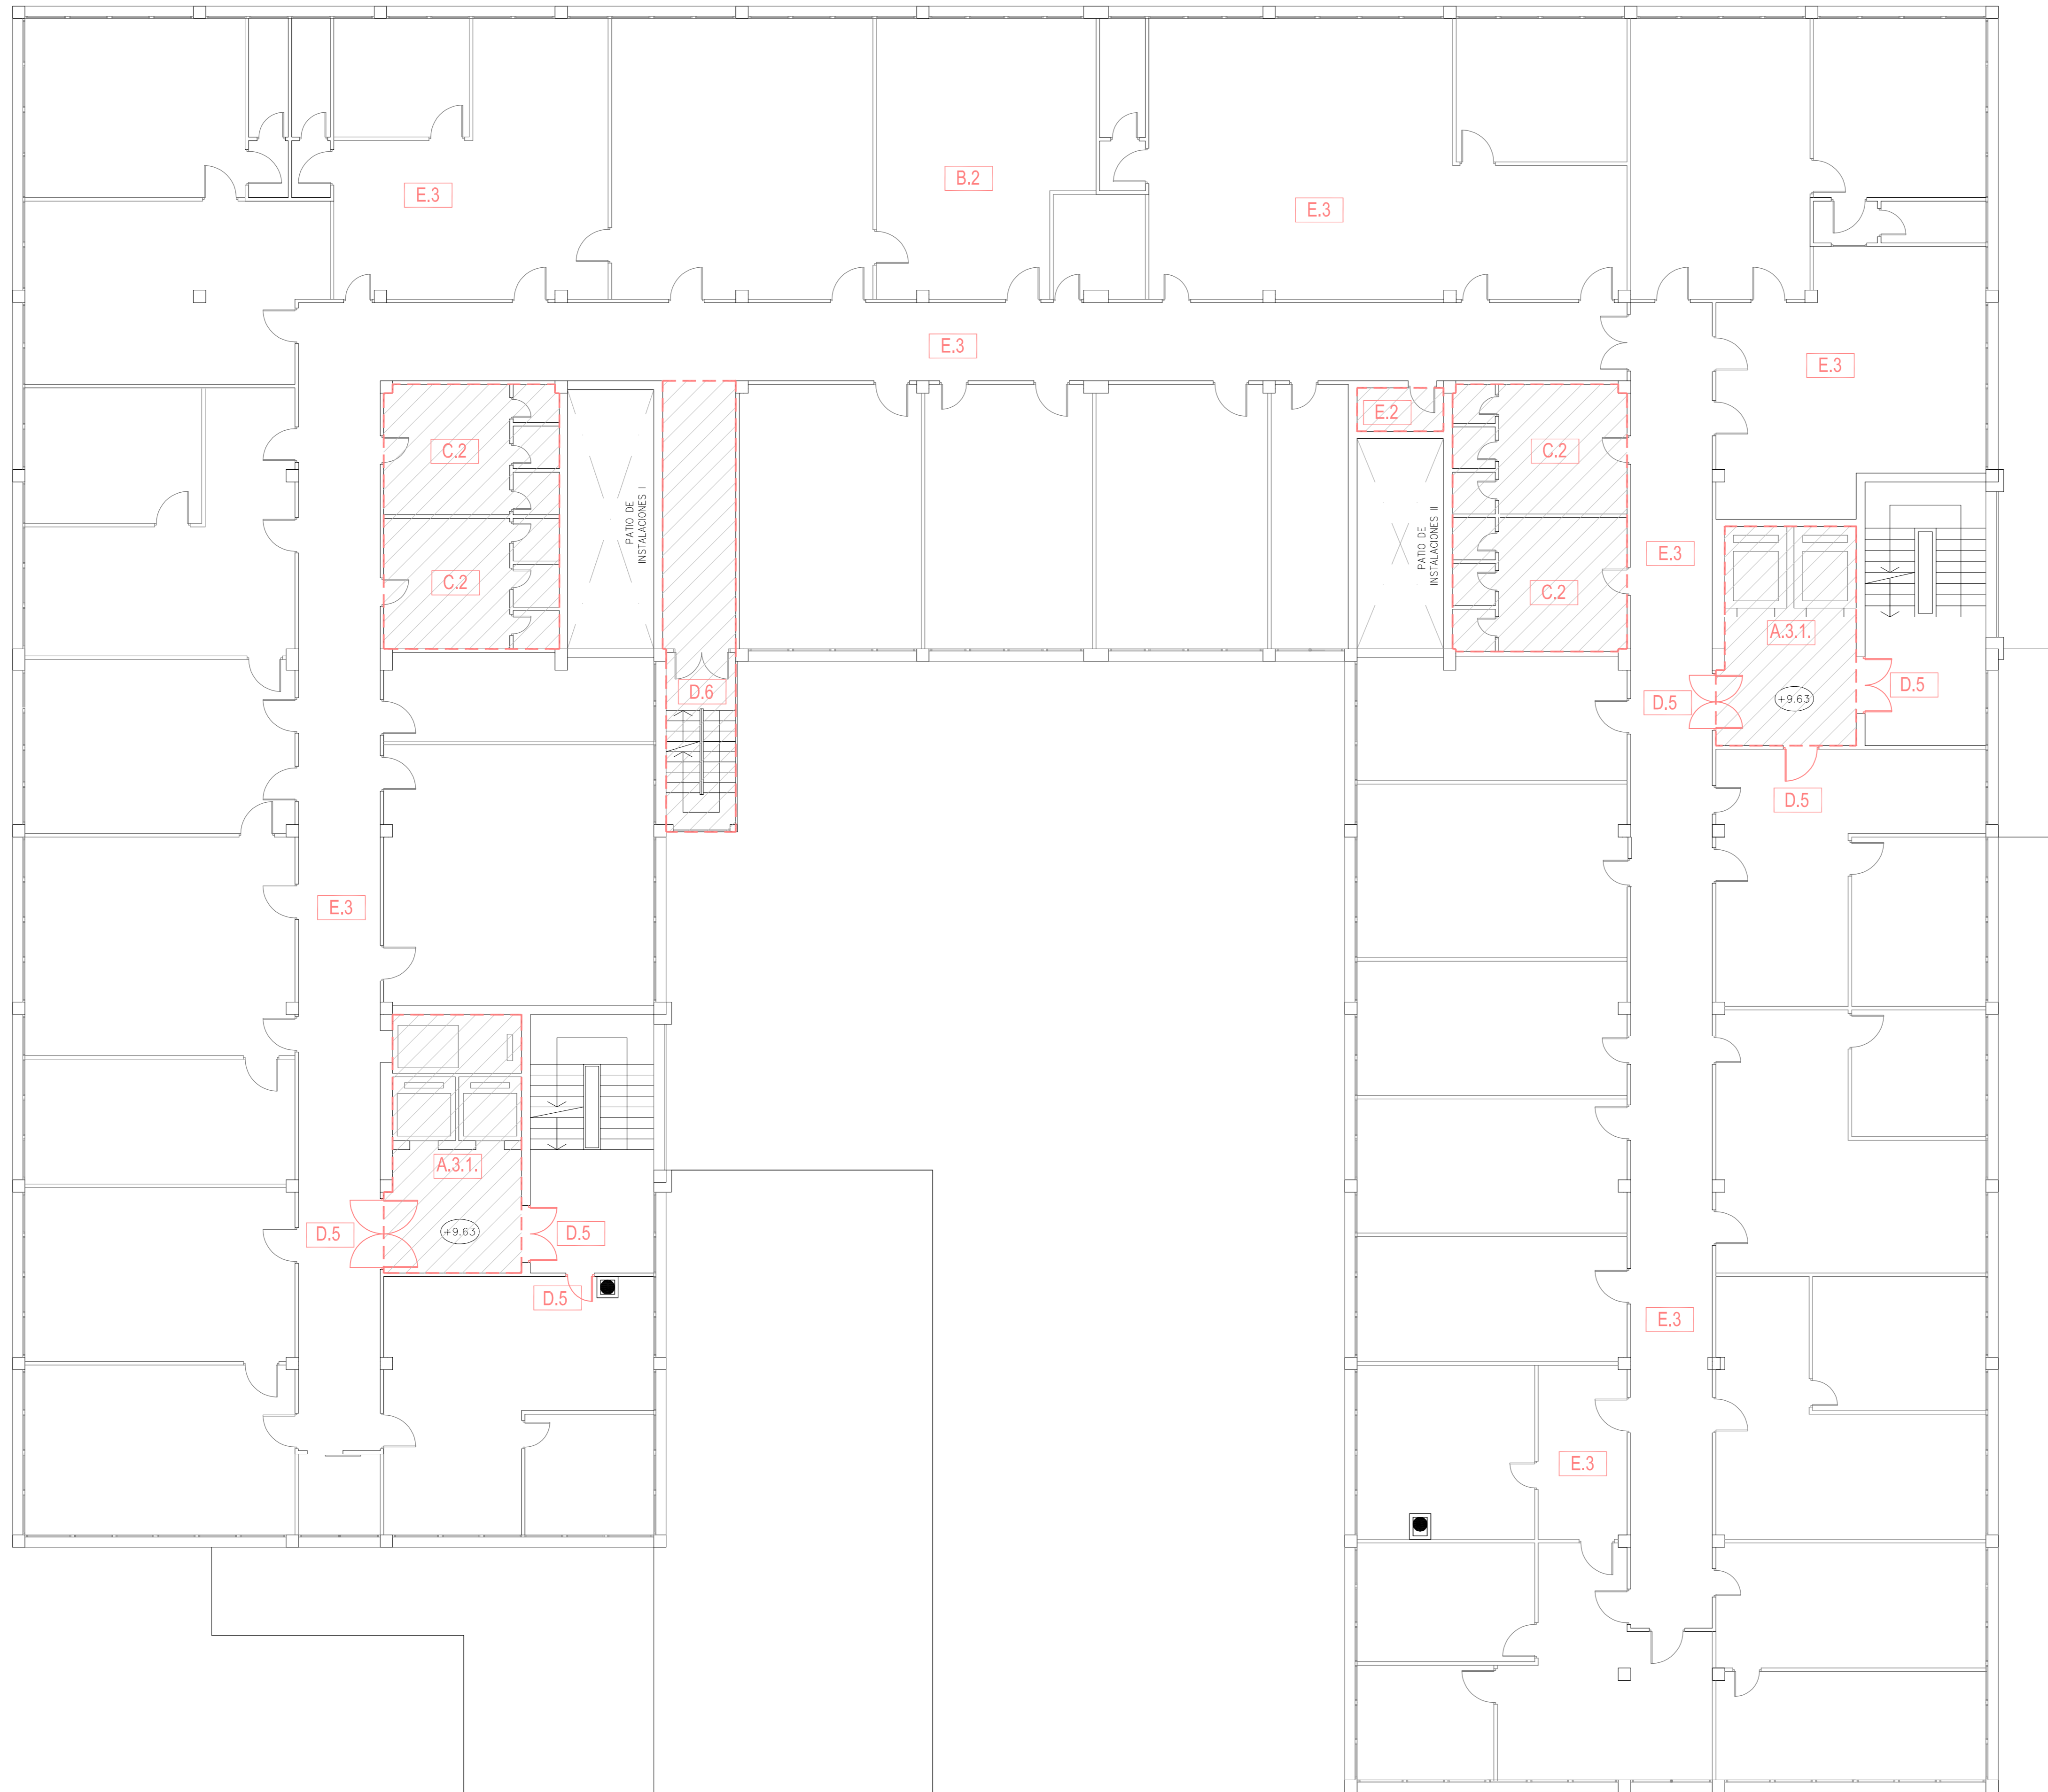 B.2
E.3
E.3
E.3
E.3
E.2
C.2
C.2
PATIO DE
INSTALACIONES I
PATIO DE
INSTALACIONES II
E.3
C.2
C.2
A.3.1.
D.6
D.5
+9.63
D.5
D.5
E.3
A.3.1.
D.5
+9.63
D.5
D.5
E.3
E.3